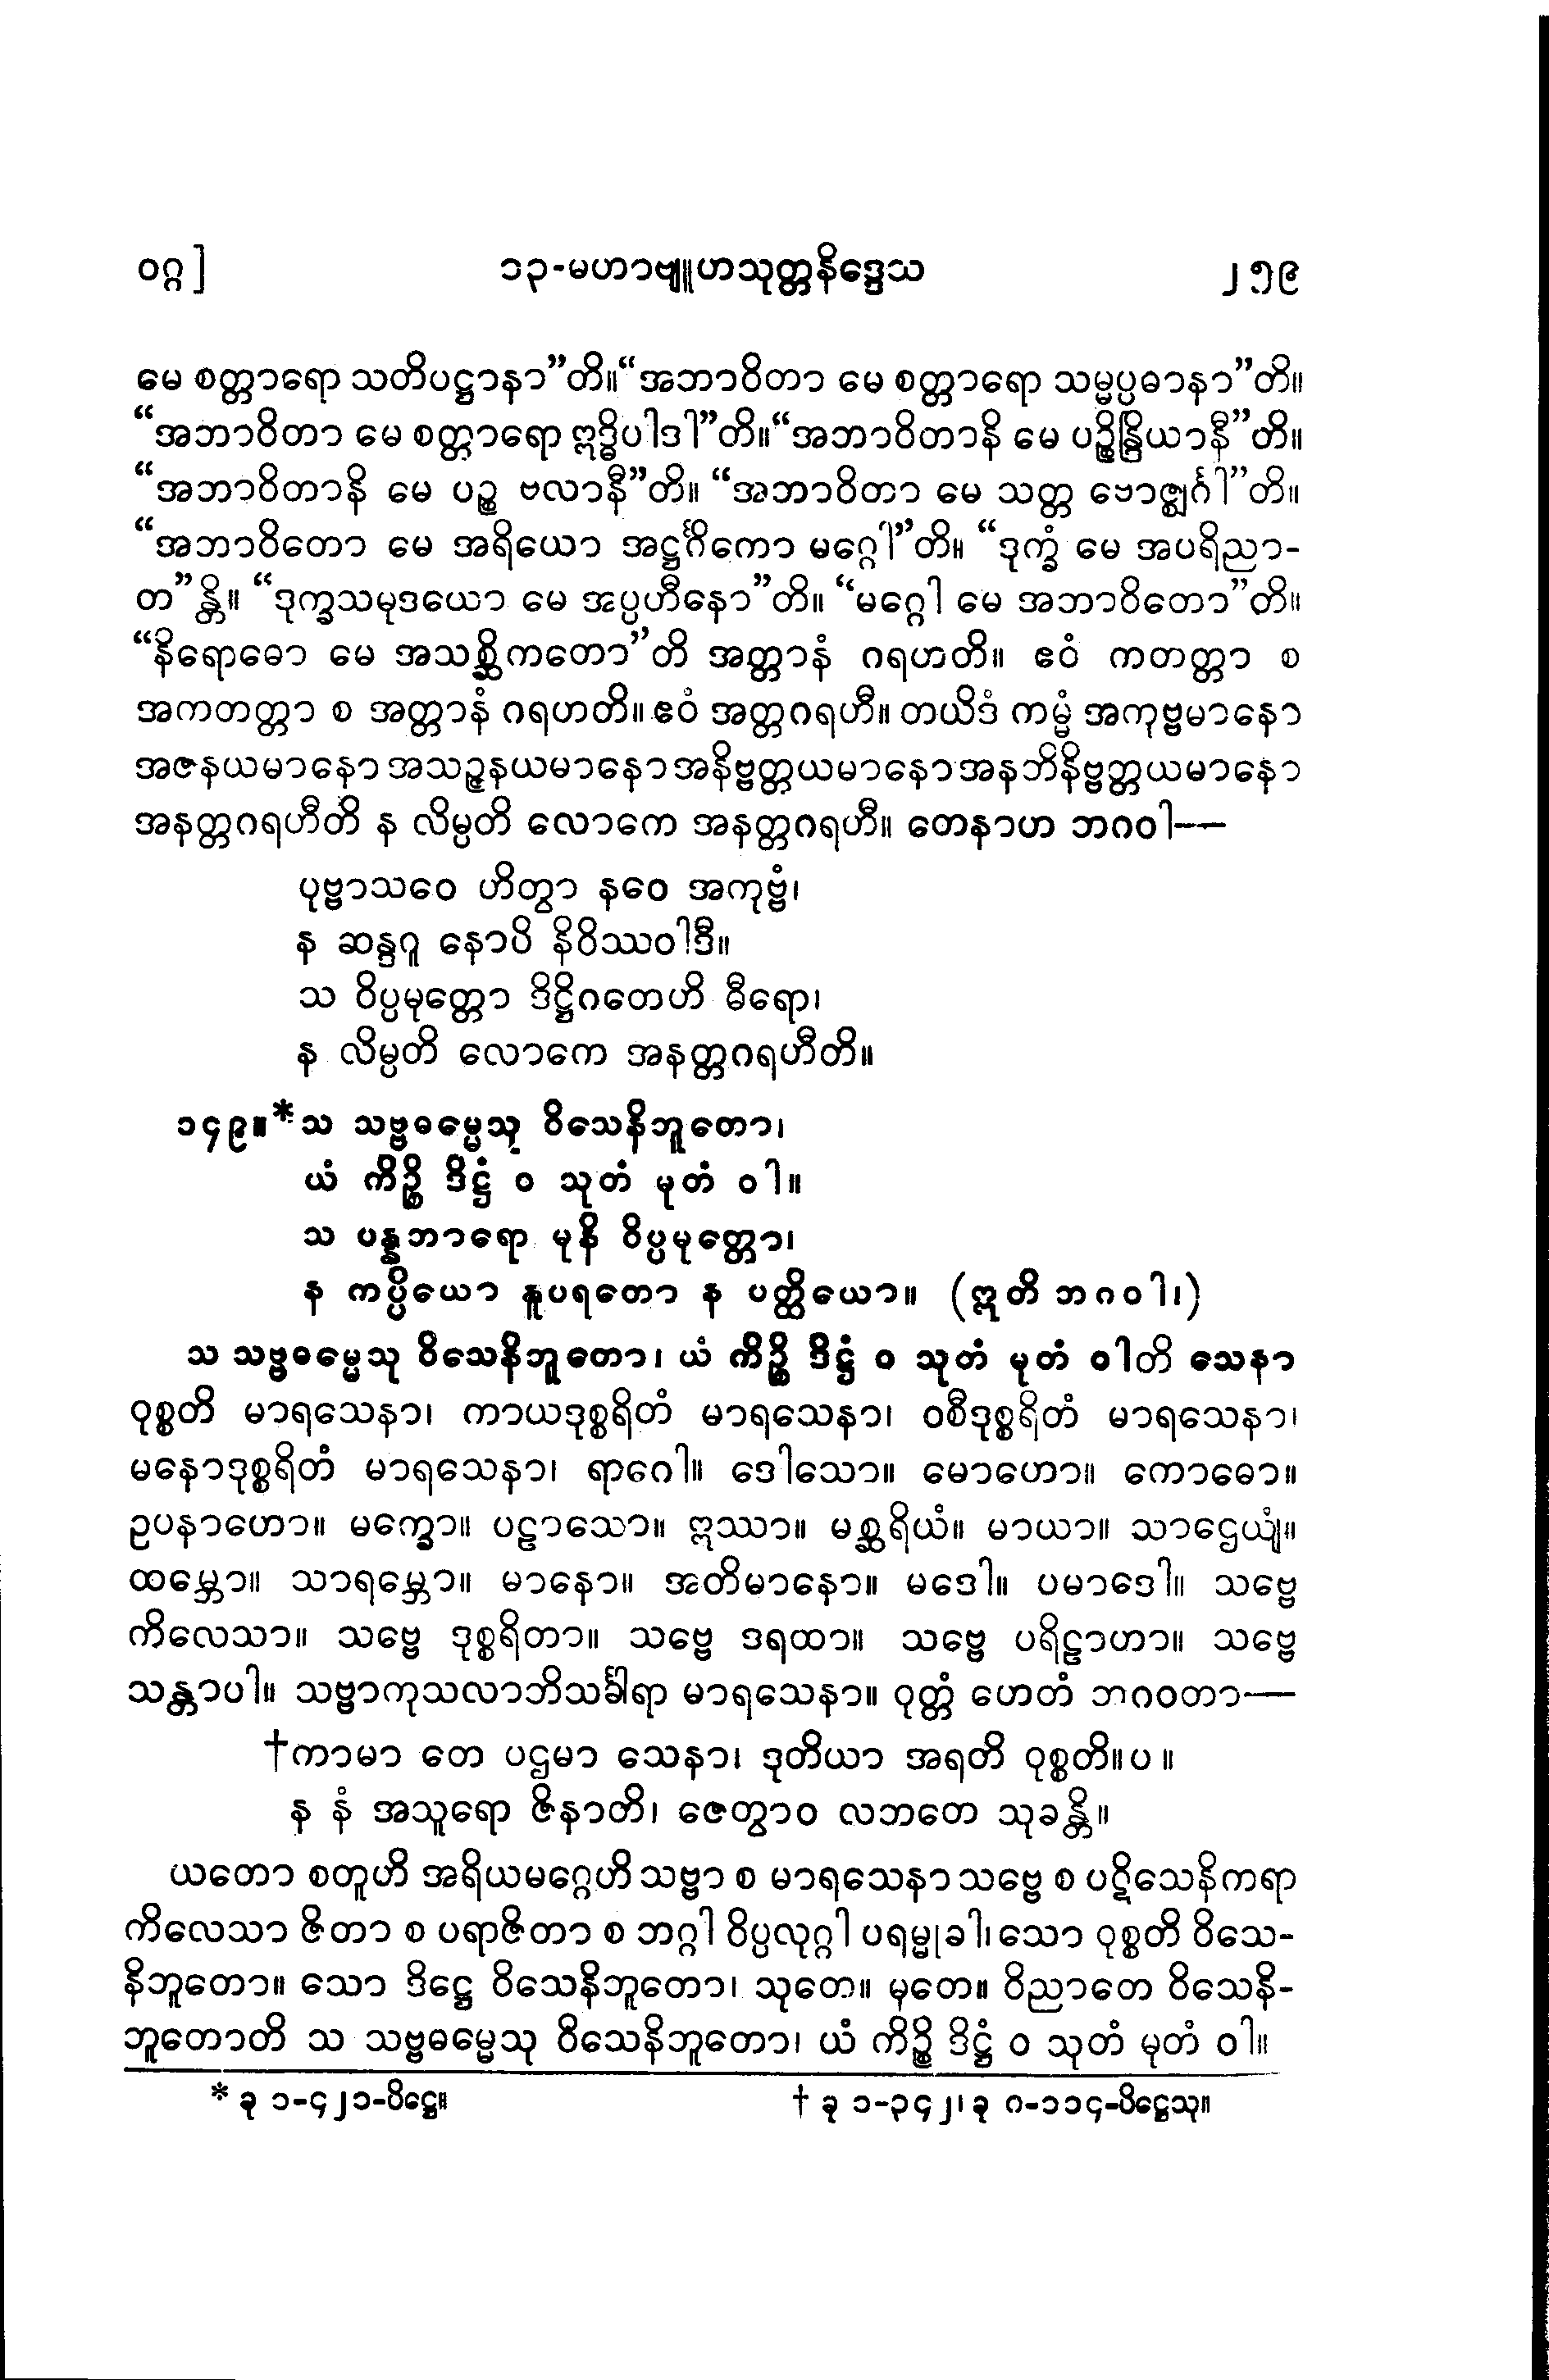 ဝဂ္ဂ]
၁၃-မဟာဗျူဟသုတ္တနိဒ္ဒေသ
၂၅၉
မေ စတ္တာရော သတိပဋ္ဌာနာ”တိ။ “အဘာဝိတာ မေ စတ္တာရော သမ္မပ္ပဓာနာ”တိ။
“အဘာဝိတာ မေ စတ္တာရော ဣဒ္ဓိပါဒါ”တိ။ “အဘာဝိတာနိ မေ ပဉ္စိန္ဒြိယာနီ”တိ။
“အဘာဝိတာနိ မေ ပဉ္စ ဗလာနီ”တိ။ “အဘာဝိတာ မေ သတ္တ ဗောဇ္ဈင်္ဂါ”တိ။
“အဘာဝိတော မေ အရိယော အဋ္ဌင်္ဂိကော မဂ္ဂေါ”တိ။ “ဒုက္ခံ မေ အပရိညာ-
တ”န္တိ။ “ဒုက္ခသမုဒယော မေ အပ္ပဟီနော”တိ။ “မဂ္ဂေါ မေ အဘာဝိတော”တိ။
“နိရောဓော မေ အသစ္ဆိကတော”တိ အတ္တာနံ ဂရဟတိ။ ဧဝံ ကတတ္တာ စ
အကတတ္တာ စ အတ္တာနံ ဂရဟတိ။ ဧဝံ အတ္တဂရဟီ။ တယိဒံ ကမ္မံ အကုဗ္ဗမာနော
အဇနယမာနော အသဉ္ဇနယမာနော အနိဗ္ဗတ္တယမာနော အနဘိနိဗ္ဗတ္တယမာနော
အနတ္တဂရဟီတိ န လိမ္ပတိ လောကေ အနတ္တဂရဟီ။ တေနာဟ ဘဂဝါ——
ပုဗ္ဗာသဝေ ဟိတွာ နဝေ အကုဗ္ဗံ၊
န ဆန္ဒဂူ နောပိ နိဝိဿဝါဒီ။
သ ဝိပ္ပမုတ္တော ဒိဋ္ဌိဂတေဟိ ဓီရော၊
န လိမ္ပတိ လောကေ အနတ္တဂရဟီတိ။
၁၄၉။ * သ သဗ္ဗဓမ္မေသု ဝိသေနိဘူတော၊
ယံ ကိဉ္စိ ဒိဋ္ဌံ ဝ သုတံ မုတံ ဝါ။
သ ပန္နဘာရော မုနိ ဝိပ္ပမုတ္တော၊
န ကပ္ပိယော နူပရတော န ပတ္ထိယော။ (ဣတိ ဘဂဝါ၊)
သ သဗ္ဗဓမ္မေသု ဝိသေနိဘူတော၊ ယံ ကိဉ္စိ ဒိဋ္ဌံ ဝ သုတံ မုတံ ဝါတိ သေနာ
ဝုစ္စတိ မာရသေနာ၊ ကာယဒုစ္စရိတံ မာရသေနာ၊ ဝစီဒုစ္စရိတံ မာရသေနာ၊
မနောဒုစ္စရိတံ မာရသေနာ၊ ရာဂေါ။ ဒေါသော။ မောဟော။ ကောဓော။
ဥပနာဟော။ မက္ခော။ ပဠာသော။ ဣဿာ။ မစ္ဆရိယံ။ မာယာ။ သာဌေယျံ။
ထမ္ဘော။ သာရမ္ဘော။ မာနော။ အတိမာနော။ မဒေါ။ ပမာဒေါ။ သဗ္ဗေ
ကိလေသာ။ သဗ္ဗေ ဒုစ္စရိတာ။ သဗ္ဗေ ဒရထာ။ သဗ္ဗေ ပရိဠာဟာ။ သဗ္ဗေ
သန္တာပါ။ သဗ္ဗာကုသလာဘိသင်္ခါရာ မာရသေနာ။ ဝုတ္တံ ဟေတံ ဘဂဝတာ——
†ကာမာ တေ ပဌမာ သေနာ၊ ဒုတိယာ အရတိ ဝုစ္စတိ။ ပ ။
န နံ အသူရော ဇိနာတိ၊ ဇေတွာဝ လဘတေ သုခန္တိ။
ယတော စတူဟိ အရိယမဂ္ဂေဟိ သဗ္ဗာ စ မာရသေနာ သဗ္ဗေ စ ပဋိသေနိကရာ
ကိလေသာ ဇိတာ စ ပရာဇိတာ စ ဘဂ္ဂါ ဝိပ္ပလုဂ္ဂါ ပရမ္မုခါ၊ သော ဝုစ္စတိ ဝိသေ-
နိဘူတော။ သော ဒိဋ္ဌေ ဝိသေနိဘူတော၊ သုတေ။ မုတေ။ ဝိညာတေ ဝိသေနိ-
ဘူတောတိ သ သဗ္ဗဓမ္မေသု ဝိသေနိဘူတော၊ ယံ ကိဉ္စိ ဒိဋ္ဌံ ဝ သုတံ မုတံ ဝါ။
* ခု ၁-၄၂၁-ပိဋ္ဌေ။
† ခု ၁-၃၄၂၊ ခု ၈-၁၁၄-ပိဋ္ဌေသု။